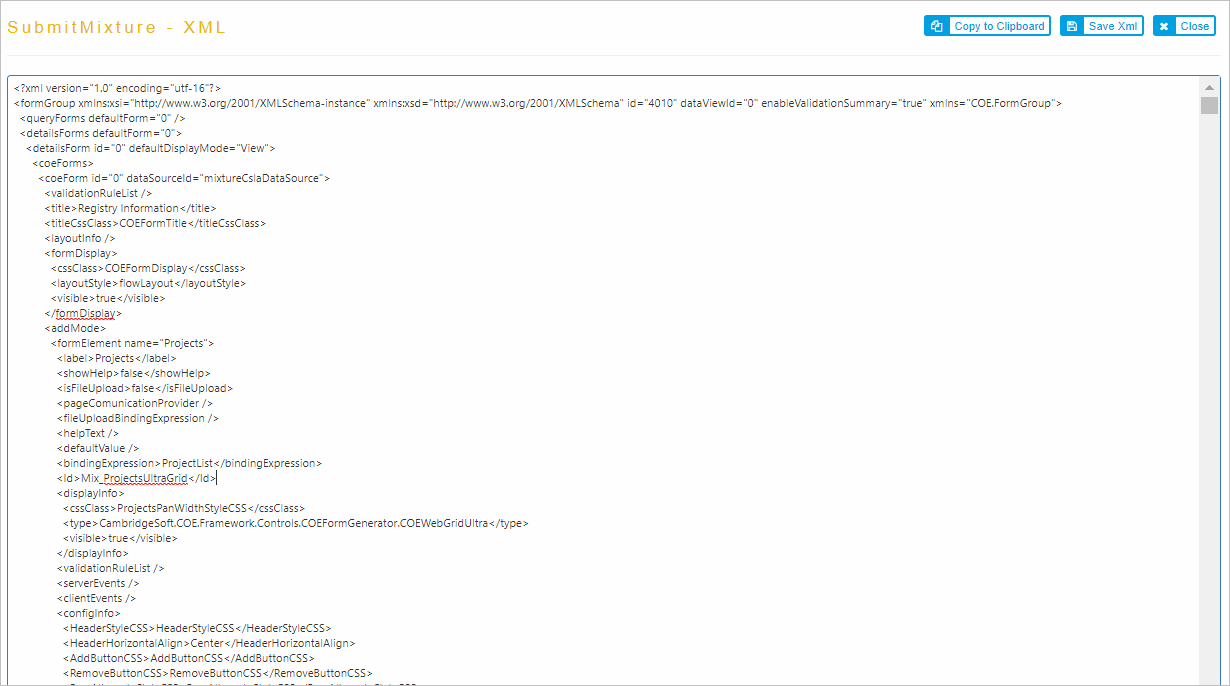 SubmitMixture - XML
Copy to Clipboard
Save Xml
Close
<?xml version="1.0" encoding="utf-16"?>
<formGroup xmlns:xsi="http://www.w3.org/2001/XMLSchema-instance" xmlns:xsd="http://www.w3.org/2001/XMLSchema" id="4010" dataViewId="0" enableValidationSummary="true" xmlns="COE.FormGroup">
<queryForms defaultForm="0" />
<detailsForms defaultForm="0">
<detailsForm id="0" defaultDisplayMode="View">
<coeForms>
<coeForm id="0" dataSourceId="mixtureCslaDataSource">
<validationRuleList />
<title>Registry Information</title>
<titleCssClass>COEFormTitle</titleCssClass>
<layoutInfo />
<formDisplay>
<cssClass>COEFormDisplay</cssClass>
<layoutStyle>flowLayout</layoutStyle>
<visible>true</visible>
</formDisplay>
<addMode>
<formElement name="Projects">
<label>Projects</label>
<showHelp>false</showHelp>
<isFileUpload>false</isFileUpload>
<pageComunicationProvider />
<fileUploadBindingExpression />
<helpText />
<defaultValue />
<bindingExpression>ProjectList</bindingExpression>
<Id>Mix_ProjectsUltraGrid</Id>
<displayInfo>
<cssClass>ProjectsPanWidthStyleCSS</cssClass>
<type>CambridgeSoft.COE.Framework.Controls.COEFormGenerator.COEWebGridUltra</type>
<visible>true</visible>
</displayInfo>
<validationRuleList />
<serverEvents />
<clientEvents />
<configInfo>
<HeaderStyleCSS>HeaderStyleCSS</HeaderStyleCSS>
<HeaderHorizontalAlign>Center</HeaderHorizontalAlign>
<AddButtonCSS>AddButtonCSS</AddButtonCSS>
<RemoveButtonCSS>RemoveButtonCSS</RemoveButtonCSS>